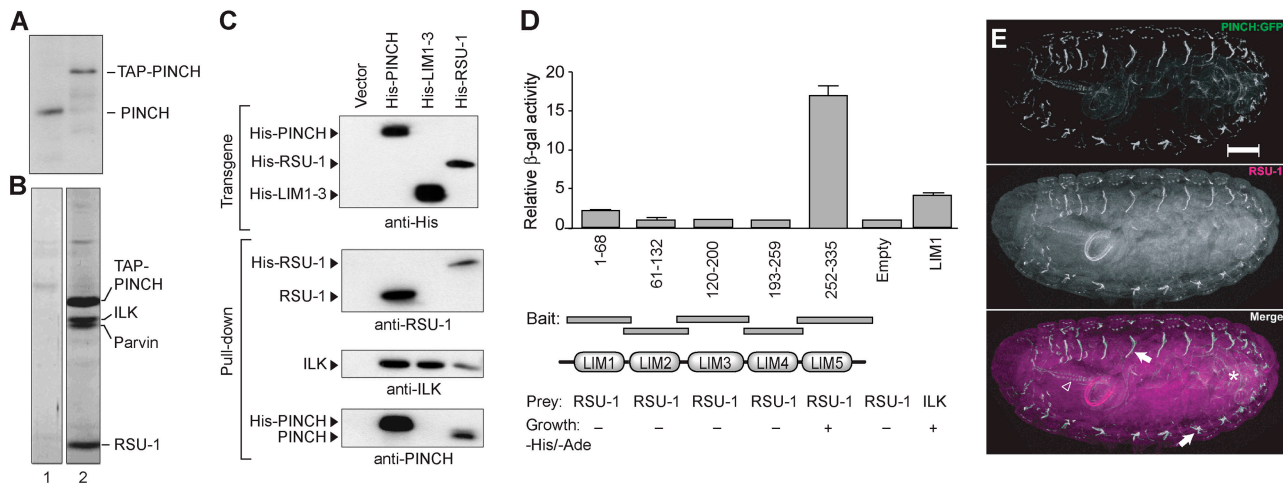 A
TAP-PINCH
PINCH
B
TAP-
PINCH
ILK
Parvin
RSU-1
1 2
C
Vector
His-PINCH
His-LIM1-3
His-RSU-1
Transgene
His-PINCH
His-RSU-1
His-LIM1-3
anti-His
Pull-down
His-RSU-1
RSU-1
anti-RSU-1
ILK
anti-ILK
His-PINCH
PINCH
anti-PINCH
D
Relative β-gal activity
20
15
10
5
0
1-68
61-132
120-200
193-259
252-335
Empty
LIM1
Bait:
LIM1 LIM2 LIM3 LIM4 LIM5
Prey: RSU-1 RSU-1 RSU-1 RSU-1 RSU-1 RSU-1 ILK
Growth: – – – – + – +
-His/-Ade
E
PINCH:GFP
RSU-1
Merge
*